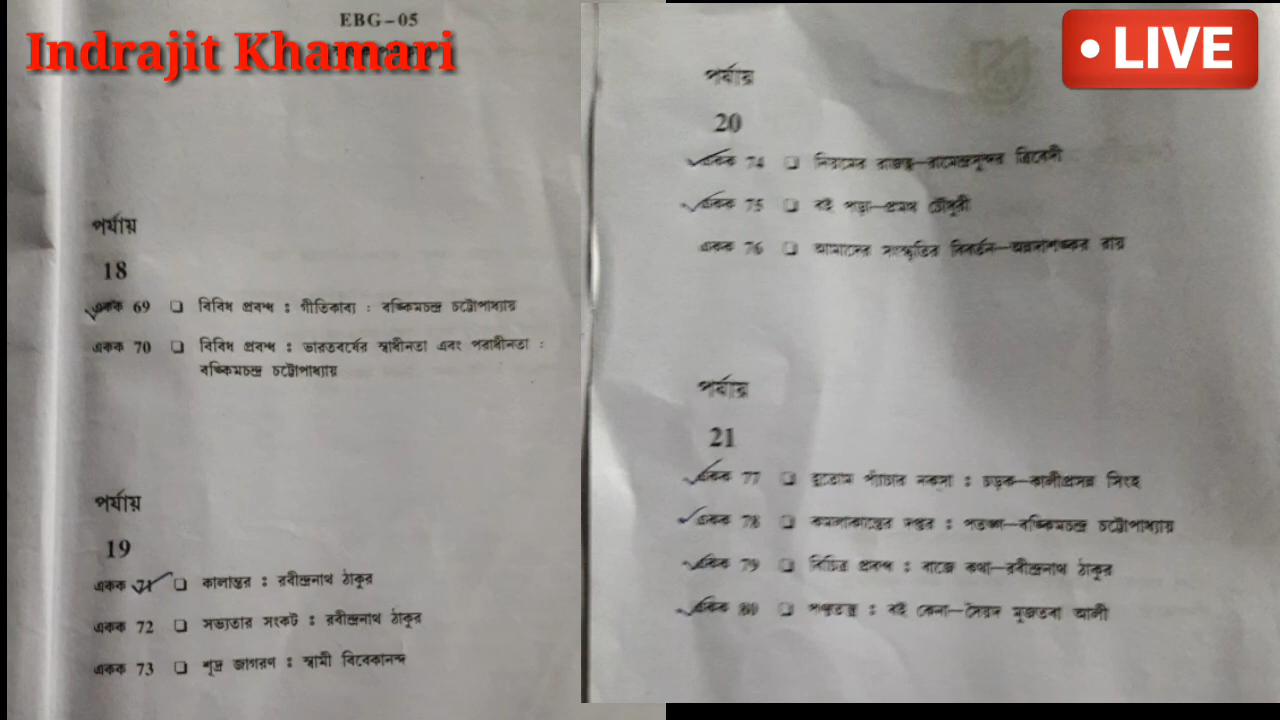 EBG-05
Indrajit Khamari
LIVE
পর্যায়
18
একক 69 বিবিধ প্রবন্ধ : গীতিকাব্য : বঙ্কিমচন্দ্র চট্টোপাধ্যায়
একক 70 বিবিধ প্রবন্ধ : ভারতবর্ষের স্বাধীনতা এবং পরাধীনতা :
বঙ্কিমচন্দ্র চট্টোপাধ্যায়
পর্যায়
19
একক 71 কালান্তর : রবীন্দ্রনাথ ঠাকুর
একক 72 সভ্যতার সংকট : রবীন্দ্রনাথ ঠাকুর
একক 73 শূদ্র জাগরণ : স্বামী বিবেকানন্দ
পর্যায়
20
একক 74 নিয়মের রাজত্ব—রামেন্দ্রসুন্দর ত্রিবেদী
একক 75 বই পড়া—প্রমথ চৌধুরী
একক 76 আমাদের সংস্কৃতির বিবর্তন—অন্নদাশঙ্কর রায়
পর্যায়
21
একক 77 হুতোম প্যাঁচার নকশা : চড়ক—কালীপ্রসন্ন সিংহ
একক 78 কমলাকান্তের দপ্তর : পতঙ্গ—বঙ্কিমচন্দ্র চট্টোপাধ্যায়
একক 79 বিচিত্র প্রবন্ধ : বাজে কথা—রবীন্দ্রনাথ ঠাকুর
একক 80 পঞ্চতন্ত্র : বই কেনা—সৈয়দ মুজতবা আলী